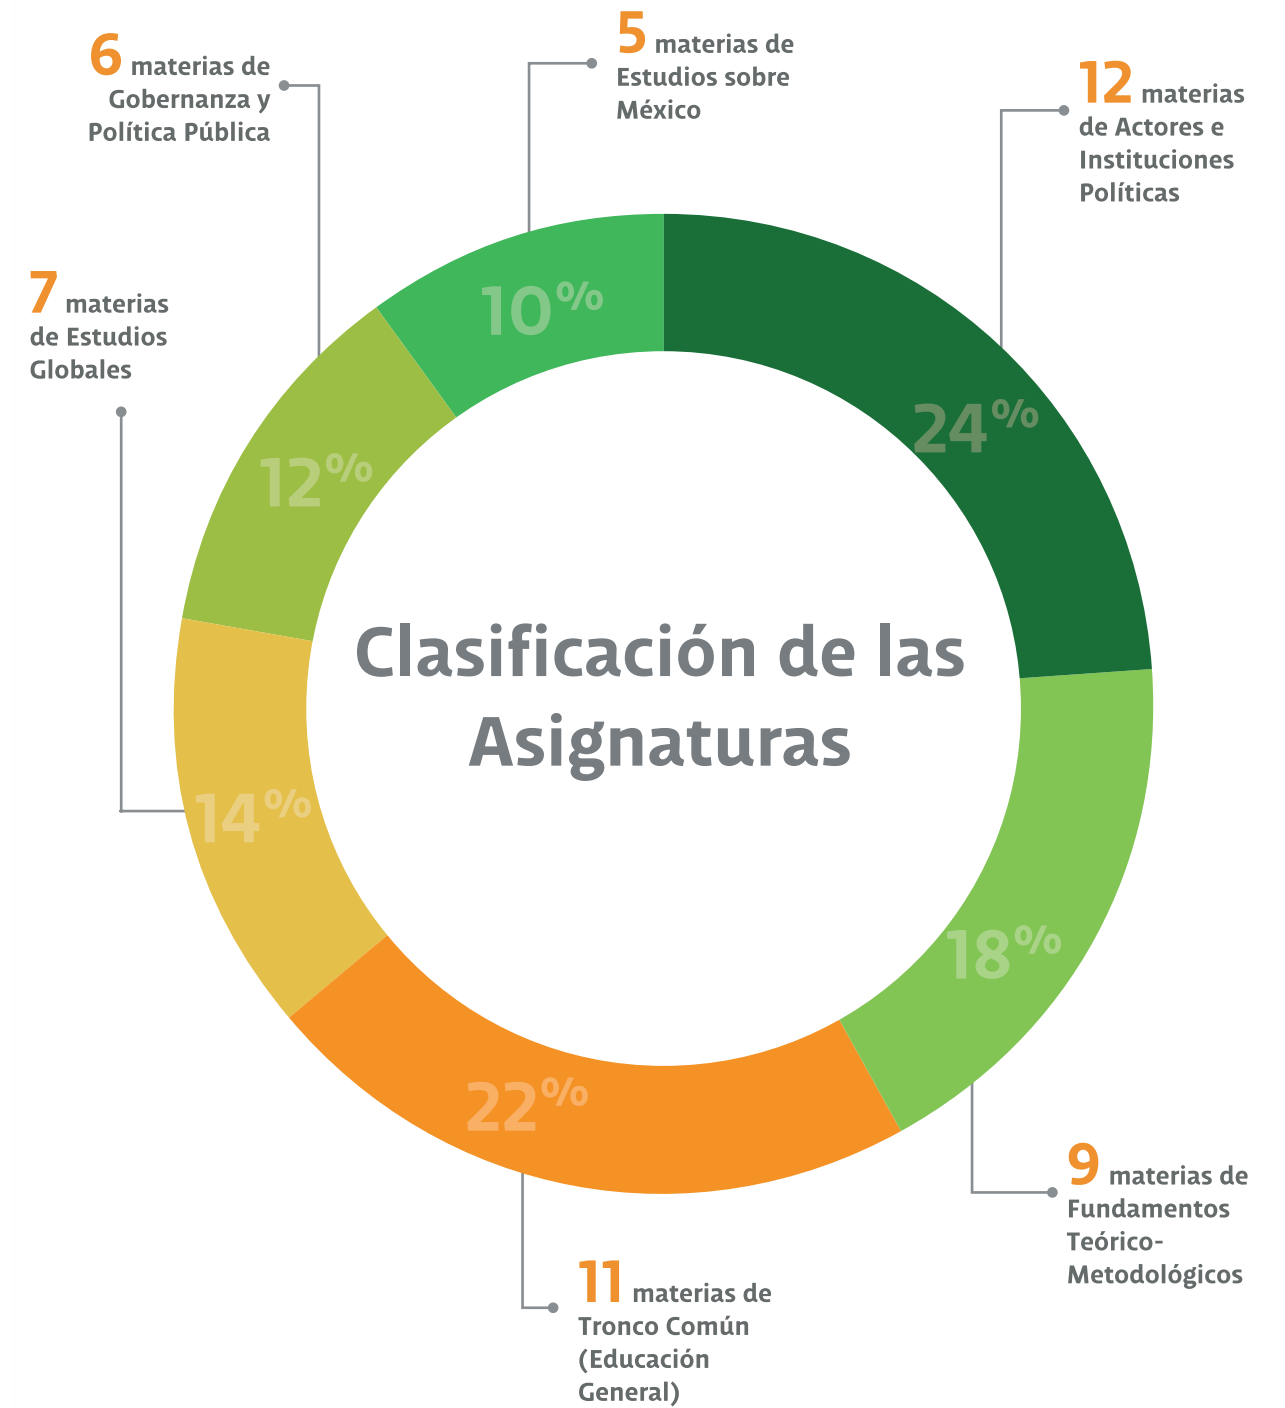 5 materias de
Estudios sobre
México
6 materias de
Gobernanza y
Política Pública
12 materias
de Actores e
Instituciones
Políticas
7 materias
de Estudios
Globales
10%
24%
12%
Clasificación de las
Asignaturas
14%
18%
22%
9 materias de
Fundamentos
Teórico-
Metodológicos
11 materias de
Tronco Común
(Educación
General)